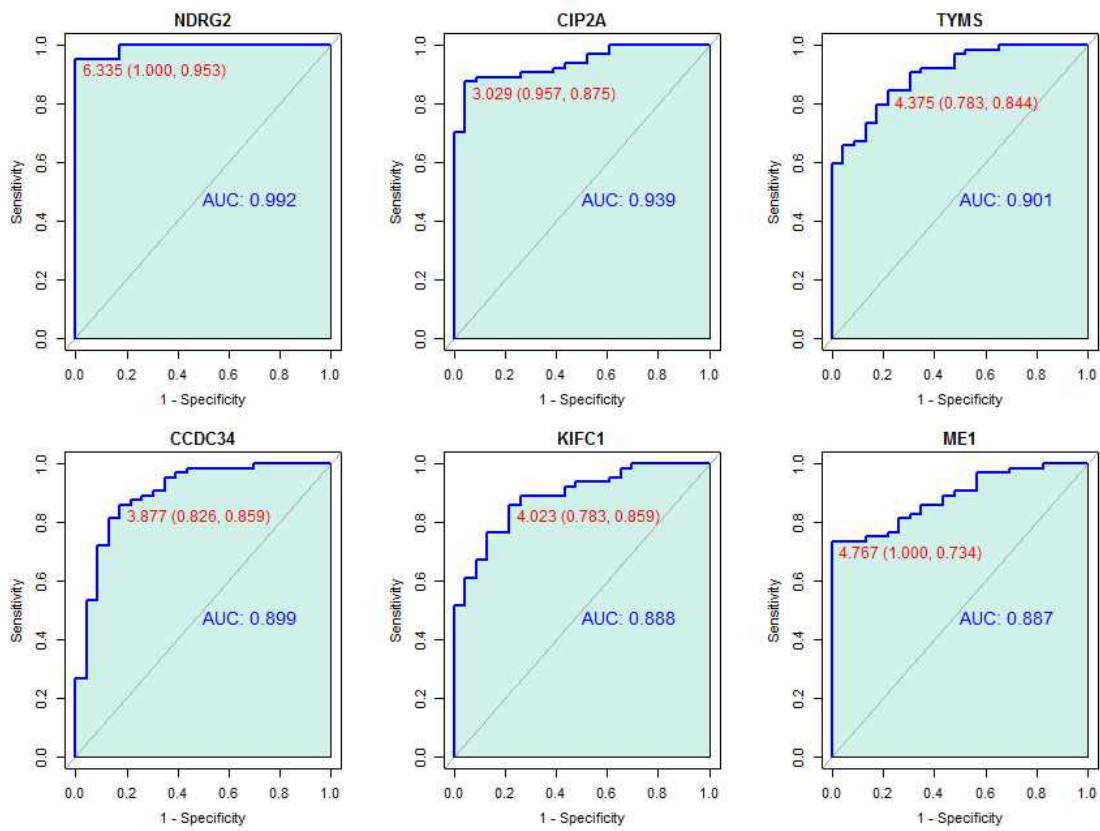 NDRG2
1.0
0.8
0.6
0.4
0.2
0.0
Sensitivity
6.335 (1.000, 0.953)
AUC: 0.992
0.0 0.2 0.4 0.6 0.8 1.0
1 - Specificity
CIP2A
1.0
0.8
0.6
0.4
0.2
0.0
Sensitivity
3.029 (0.957, 0.875)
AUC: 0.939
0.0 0.2 0.4 0.6 0.8 1.0
1 - Specificity
TYMS
1.0
0.8
0.6
0.4
0.2
0.0
Sensitivity
4.375 (0.783, 0.844)
AUC: 0.901
0.0 0.2 0.4 0.6 0.8 1.0
1 - Specificity
CCDC34
1.0
0.8
0.6
0.4
0.2
0.0
Sensitivity
3.877 (0.826, 0.859)
AUC: 0.899
0.0 0.2 0.4 0.6 0.8 1.0
1 - Specificity
KIFC1
1.0
0.8
0.6
0.4
0.2
0.0
Sensitivity
4.023 (0.783, 0.859)
AUC: 0.888
0.0 0.2 0.4 0.6 0.8 1.0
1 - Specificity
ME1
1.0
0.8
0.6
0.4
0.2
0.0
Sensitivity
4.767 (1.000, 0.734)
AUC: 0.887
0.0 0.2 0.4 0.6 0.8 1.0
1 - Specificity